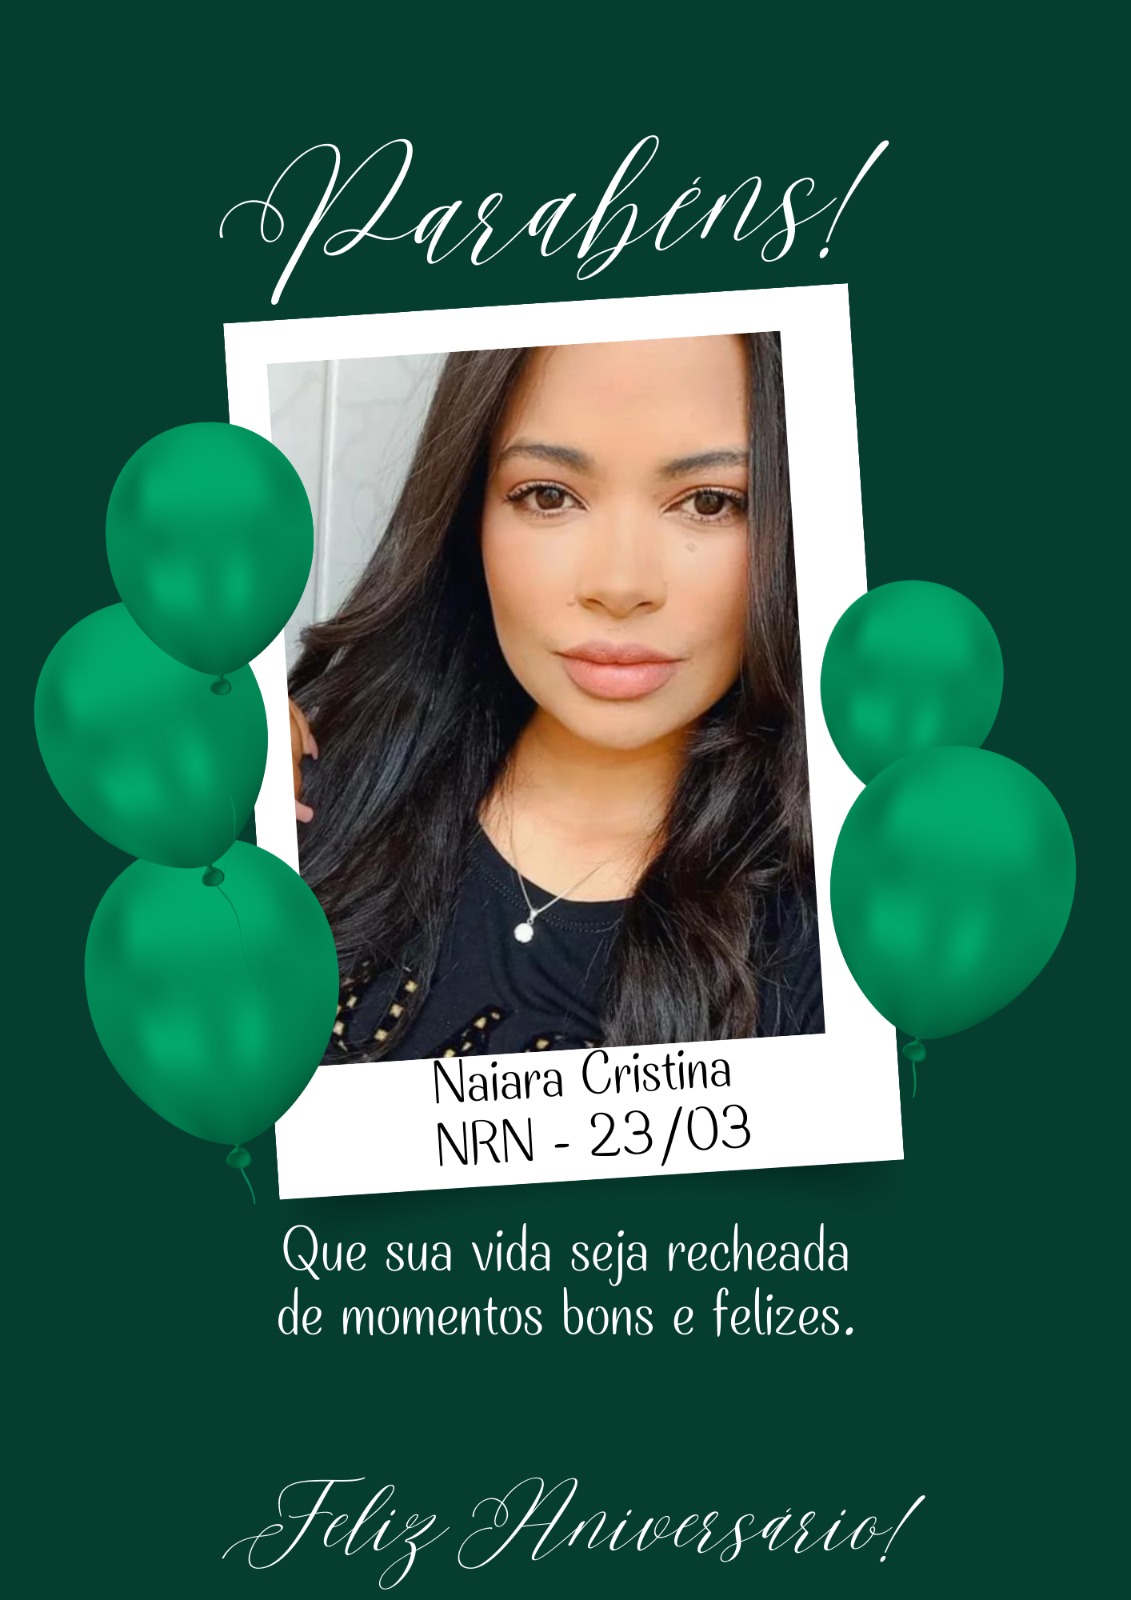 Parabéns!
Naiara Cristina
NRN - 23/03
Que sua vida seja recheada
de momentos bons e felizes.
Feliz Aniversário!